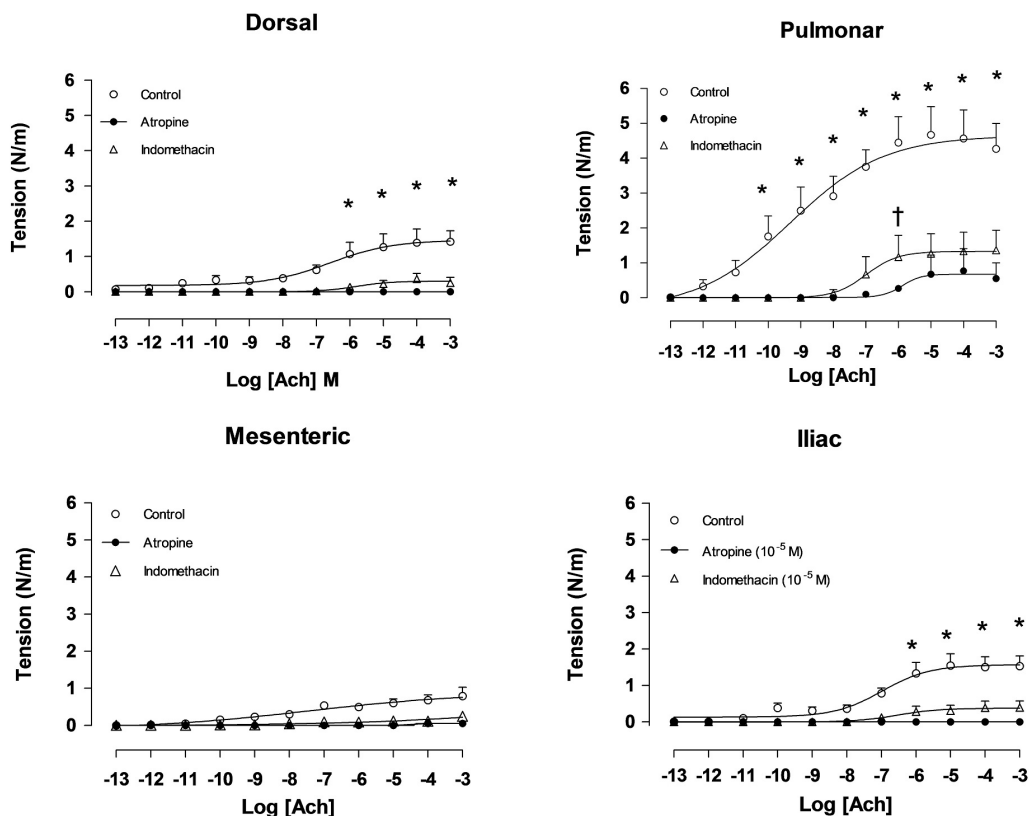 Dorsal
6
5
4
3
2
1
0
Tension (N/m)
Control
Atropine
Indomethacin
* * * *
-13 -12 -11 -10 -9 -8 -7 -6 -5 -4 -3
Log [Ach] M
Pulmonar
6
5
4
3
2
1
0
Tension (N/m)
Control
Atropine
Indomethacin
* * * * * * * *
†
-13 -12 -11 -10 -9 -8 -7 -6 -5 -4 -3
Log [Ach]
Mesenteric
6
5
4
3
2
1
0
Tension (N/m)
Control
Atropine
Indomethacin
-13 -12 -11 -10 -9 -8 -7 -6 -5 -4 -3
Log [Ach]
Iliac
6
5
4
3
2
1
0
Tension (N/m)
Control
Atropine (10⁻⁵ M)
Indomethacin (10⁻⁵ M)
* * * *
-13 -12 -11 -10 -9 -8 -7 -6 -5 -4 -3
Log [Ach]